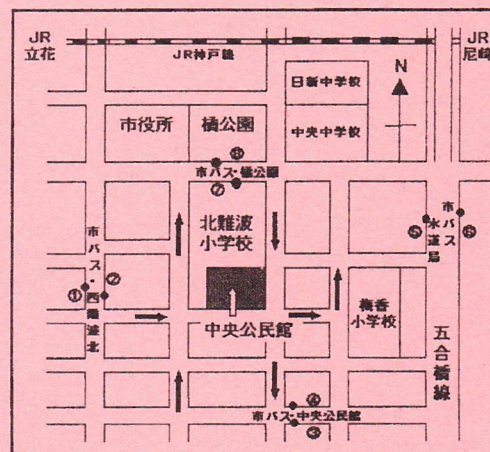 JR
立花
JR神戸線
JR
尼崎
日新中学校
N
市役所
橘公園
中央中学校
⑧
市バス・橘公園
⑦
北難波
小学校
市バス・西難波北
①
②
市バス
水道局
⑤
⑥
中央公民館
梅香
小学校
五合橋線
④
市バス・中央公民館
③